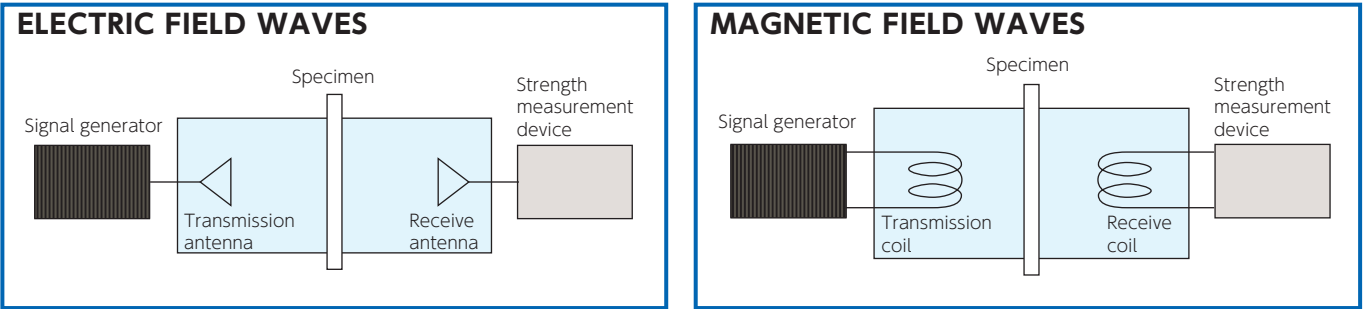 ELECTRIC FIELD WAVES
Specimen
Signal generator
Strength
measurement
device
Transmission
antenna
Receive
antenna
MAGNETIC FIELD WAVES
Specimen
Signal generator
Strength
measurement
device
Transmission
coil
Receive
coil